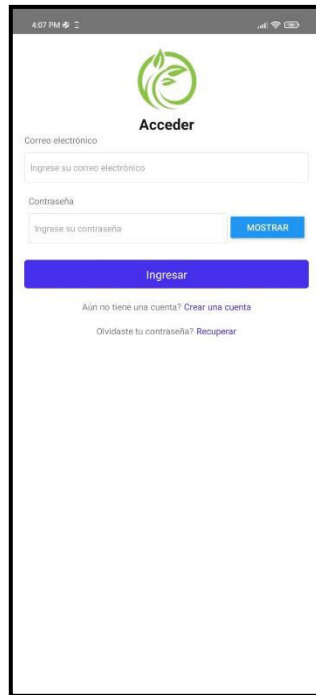 4:07 PM
Acceder
Correo electrónico
Ingrese su correo electrónico
Contraseña
Ingrese su contraseña
MOSTRAR
Ingresar
Aún no tiene una cuenta? Crear una cuenta
Olvidaste tu contraseña? Recuperar